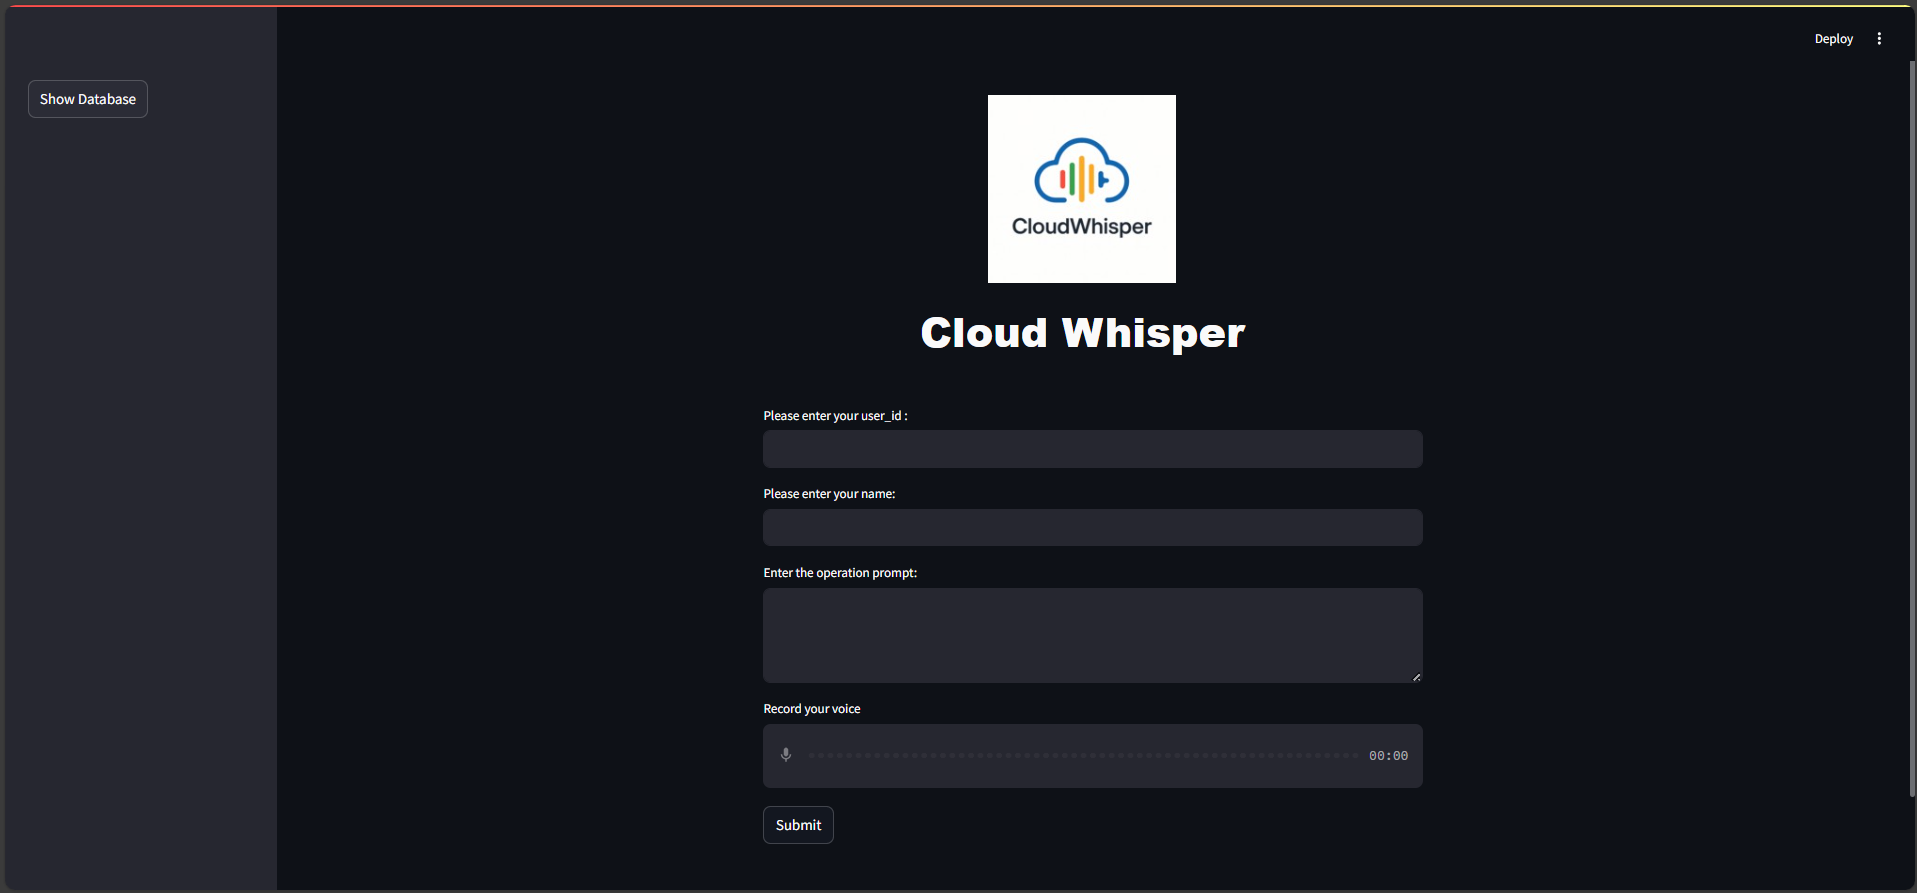 Deploy
Show Database
CloudWhisper
Cloud Whisper
Please enter your user_id :
Please enter your name:
Enter the operation prompt:
Record your voice
00:00
Submit